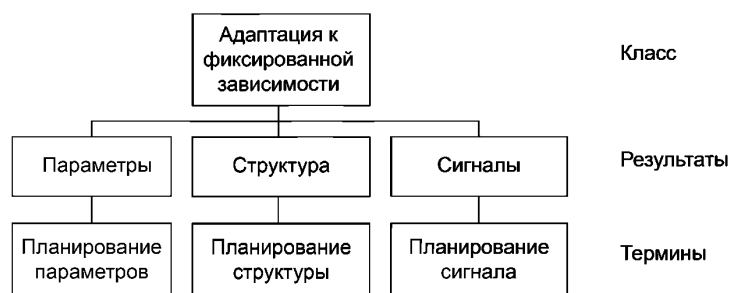 Адаптация к
фиксированной
зависимости
Класс
Параметры
Структура
Сигналы
Результаты
Планирование
параметров
Планирование
структуры
Планирование
сигнала
Термины